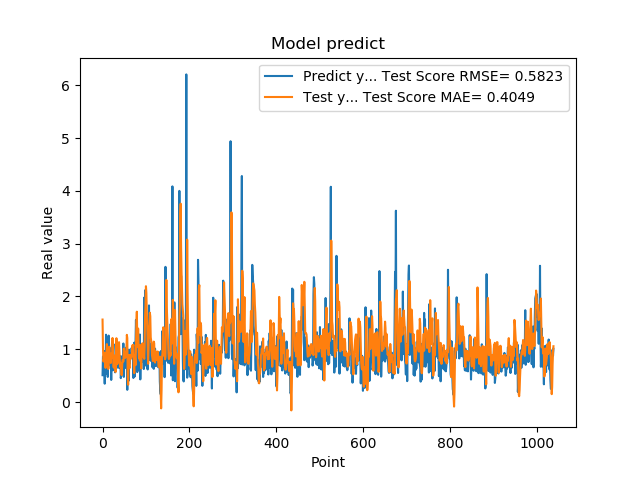 Model predict
Predict y... Test Score RMSE= 0.5823
Test y... Test Score MAE= 0.4049
Real value
6
5
4
3
2
1
0
0 200 400 600 800 1000
Point